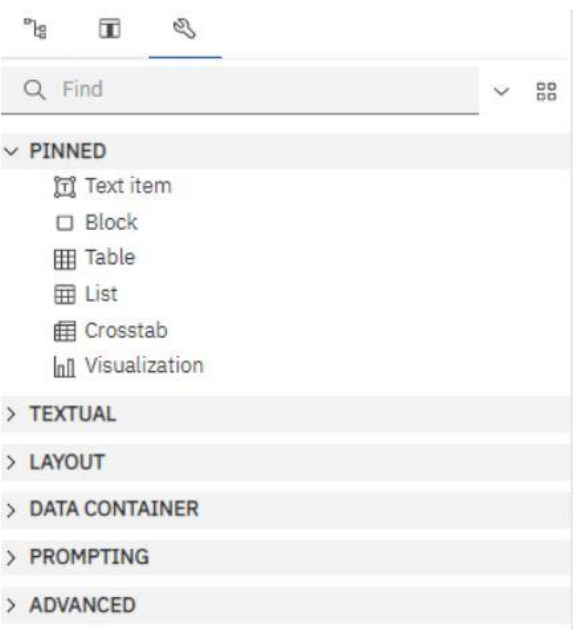 Find
PINNED
Text item
Block
Table
List
Crosstab
Visualization
TEXTUAL
LAYOUT
DATA CONTAINER
PROMPTING
ADVANCED